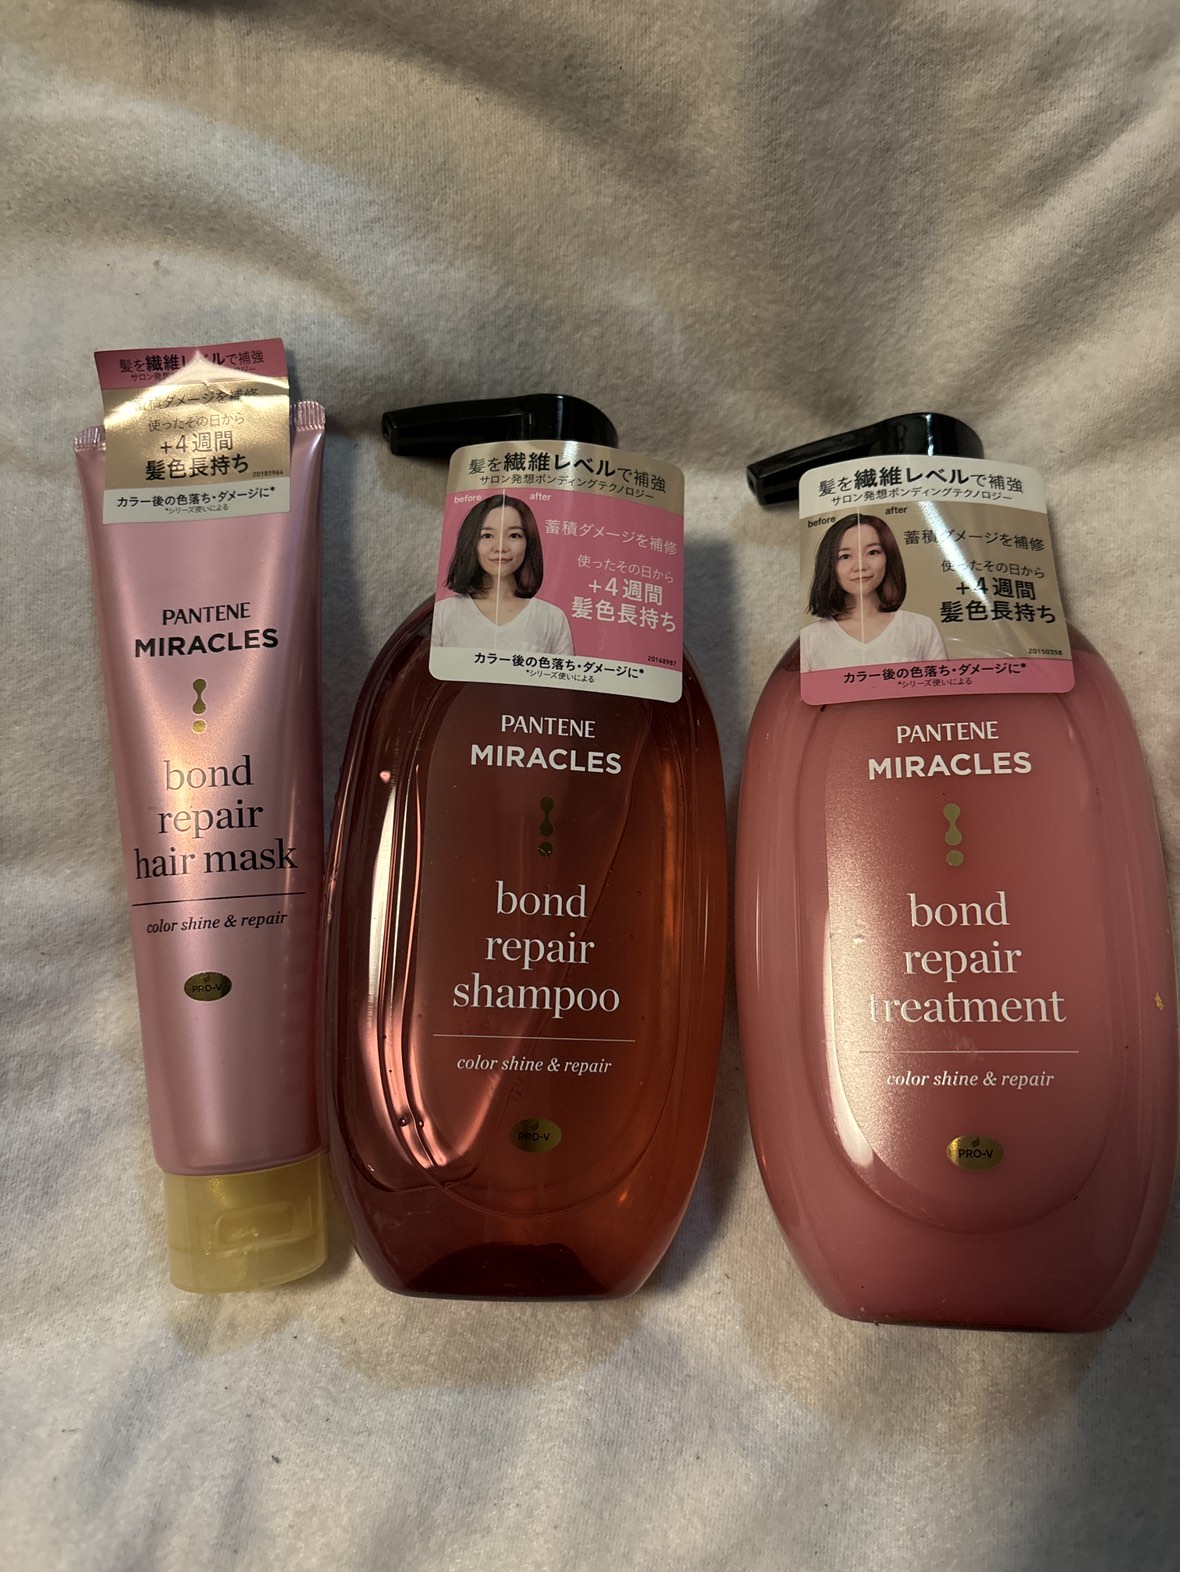 髪を繊維レベルで補強
使ったその日から
+4週間
髪色長持ち
20185964
カラー後の色落ち・ダメージに*
*シリーズ使いによる
PANTENE
MIRACLES
bond
repair
hair mask
color shine & repair
PRO-V
髪を繊維レベルで補強
サロン発想ボンディングテクノロジー
before after
蓄積ダメージを補修
使ったその日から
+4週間
髪色長持ち
20168987
カラー後の色落ち・ダメージに*
*シリーズ使いによる
PANTENE
MIRACLES
bond
repair
shampoo
color shine & repair
PRO-V
髪を繊維レベルで補強
サロン発想ボンディングテクノロジー
before after
蓄積ダメージを補修
使ったその日から
+4週間
髪色長持ち
20150358
カラー後の色落ち・ダメージに*
*シリーズ使いによる
PANTENE
MIRACLES
bond
repair
treatment
color shine & repair
PRO-V